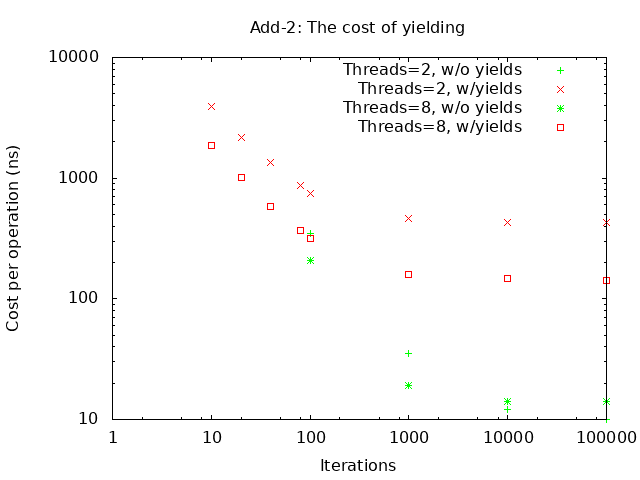 Add-2: The cost of yielding
10000
1000
100
10
Cost per operation (ns)
Threads=2, w/o yields
Threads=2, w/yields
Threads=8, w/o yields
Threads=8, w/yields
1 10 100 1000 10000 100000
Iterations